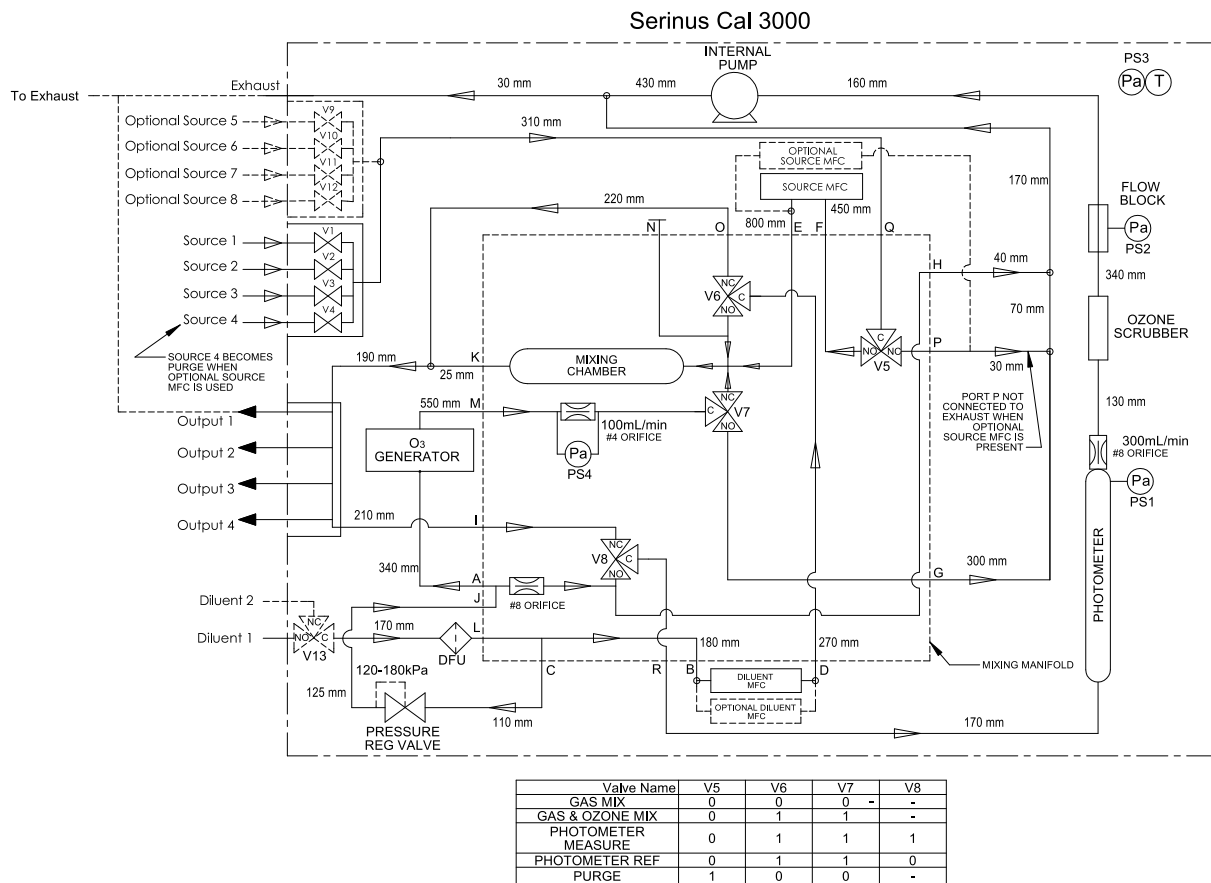 Serinus Cal 3000
INTERNAL
PUMP
PS3
Pa
T
Exhaust
To Exhaust
30 mm
430 mm
160 mm
V9
Optional Source 5
310 mm
V10
Optional Source 6
OPTIONAL
SOURCE MFC
V11
Optional Source 7
SOURCE MFC
170 mm
V12
Optional Source 8
FLOW
BLOCK
220 mm
450 mm
800 mm
N
O
E
F
Q
Pa
PS2
V1
Source 1
V2
Source 2
H
40 mm
340 mm
V3
Source 3
NC
V6
C
NO
70 mm
OZONE
SCRUBBER
V4
Source 4
C
NO
NC
V5
P
30 mm
SOURCE 4 BECOMES
PURGE WHEN
OPTIONAL SOURCE
MFC IS USED
190 mm
K
25 mm
MIXING
CHAMBER
550 mm
M
NC
C
V7
NO
PORT P NOT
CONNECTED TO
EXHAUST WHEN
OPTIONAL
SOURCE MFC IS
PRESENT
130 mm
Output 1
100mL/min
#4 ORIFICE
O3
GENERATOR
Pa
PS4
300mL/min
#8 ORIFICE
Output 2
Pa
PS1
Output 3
Output 4
210 mm
I
NC
V8
C
NO
340 mm
A
J
#8 ORIFICE
G
300 mm
PHOTOMETER
Diluent 2
NC
Diluent 1
NO
C
V13
170 mm
DFU
L
180 mm
270 mm
MIXING MANIFOLD
120-180kPa
C
R
B
D
DILUENT
MFC
125 mm
OPTIONAL DILUENT
MFC
110 mm
PRESSURE
REG VALVE
170 mm
Valve Name V5 V6 V7 V8
GAS MIX 0 0 0 - -
GAS & OZONE MIX 0 1 1 -
PHOTOMETER
MEASURE 0 1 1 1
PHOTOMETER REF 0 1 1 0
PURGE 1 0 0 -